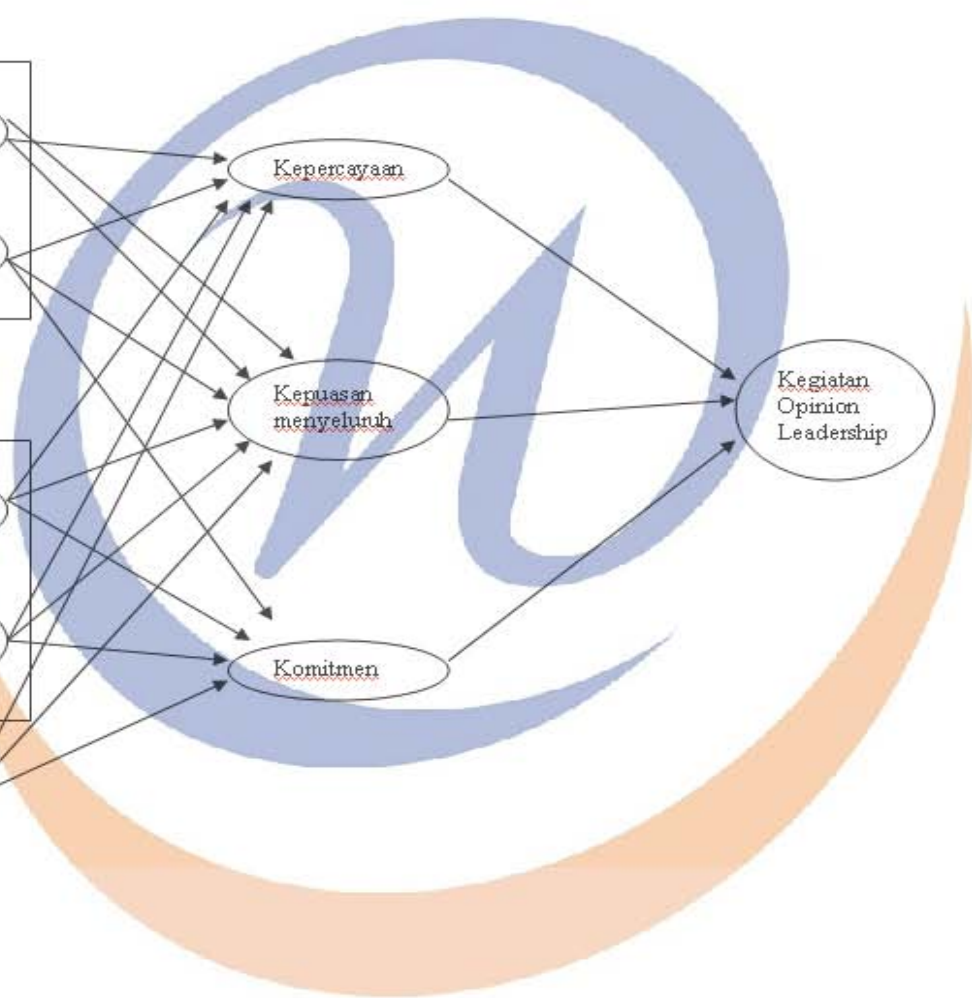 Kepercayaan
Kepuasan
menyeluruh
Kegiatan
Opinion
Leadership
Komitmen